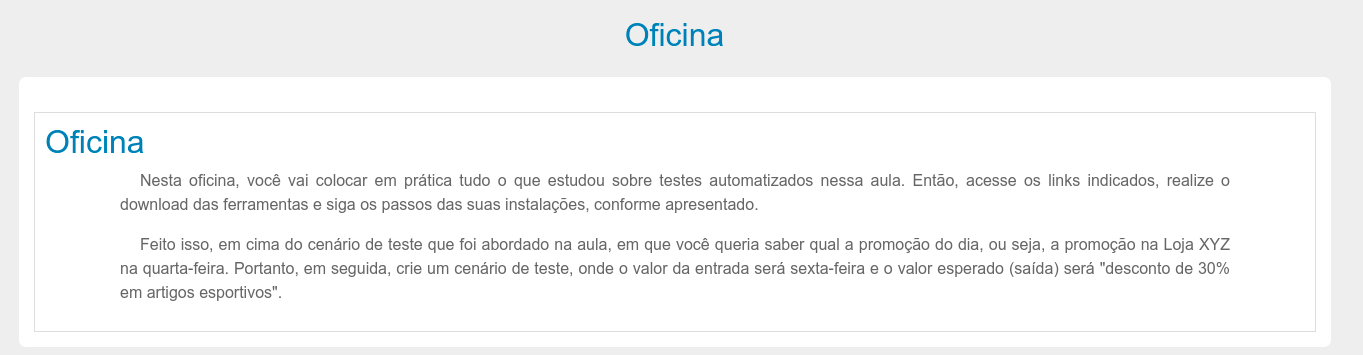 Oficina
Oficina
Nesta oficina, você vai colocar em prática tudo o que estudou sobre testes automatizados nessa aula. Então, acesse os links indicados, realize o
download das ferramentas e siga os passos das suas instalações, conforme apresentado.
Feito isso, em cima do cenário de teste que foi abordado na aula, em que você queria saber qual a promoção do dia, ou seja, a promoção na Loja XYZ
na quarta-feira. Portanto, em seguida, crie um cenário de teste, onde o valor da entrada será sexta-feira e o valor esperado (saída) será "desconto de 30%
em artigos esportivos".